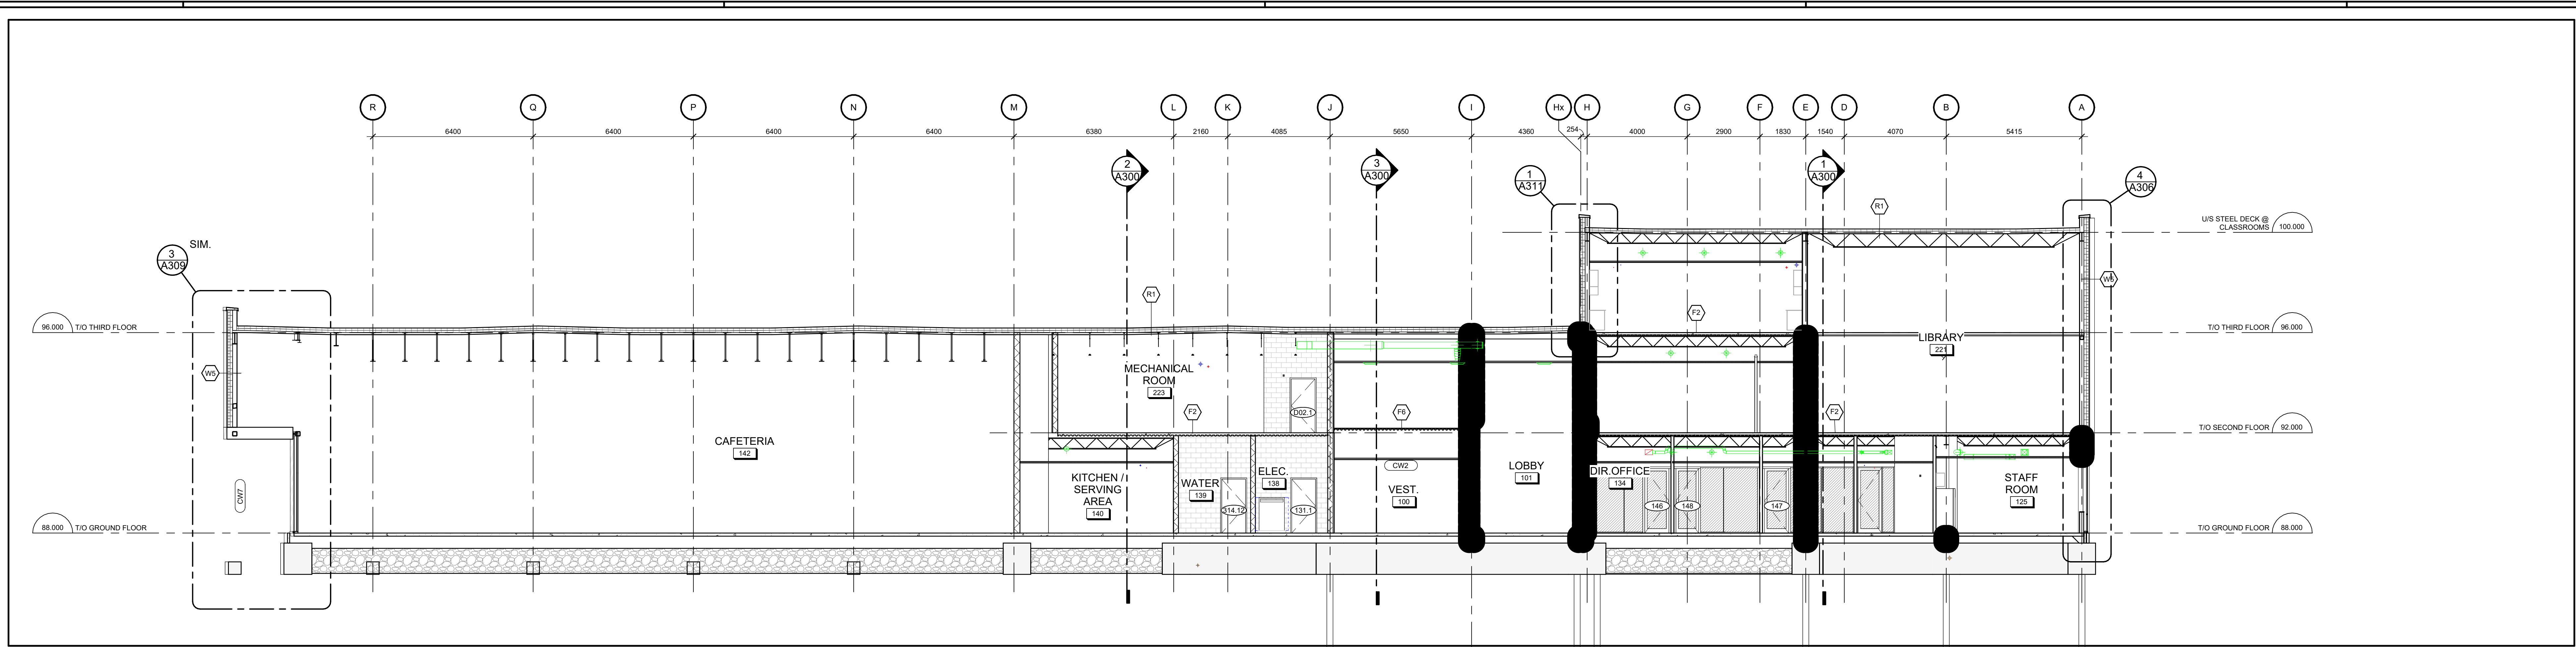 R
Q
P
N
M
L
K
J
I
Hx
H
G
F
E
D
B
A
6400
6400
6400
6400
6380
2160
4085
5650
4360
254
4000
2900
1830
1540
4070
5415
2
A300
3
A300
1
A311
1
A300
4
A306
3
A309
SIM.
R1
R1
U/S STEEL DECK @
CLASSROOMS
100.000
W5
F2
96.000
T/O THIRD FLOOR
T/O THIRD FLOOR
96.000
LIBRARY
221
W5
MECHANICAL
ROOM
223
F2
D02.1
F6
F2
T/O SECOND FLOOR
92.000
CAFETERIA
142
CW7
KITCHEN /
SERVING
AREA
140
WATER
139
314.12
ELEC.
138
131.1
CW2
VEST.
100
LOBBY
101
DIR.OFFICE
134
146
148
147
STAFF
ROOM
125
88.000
T/O GROUND FLOOR
T/O GROUND FLOOR
88.000